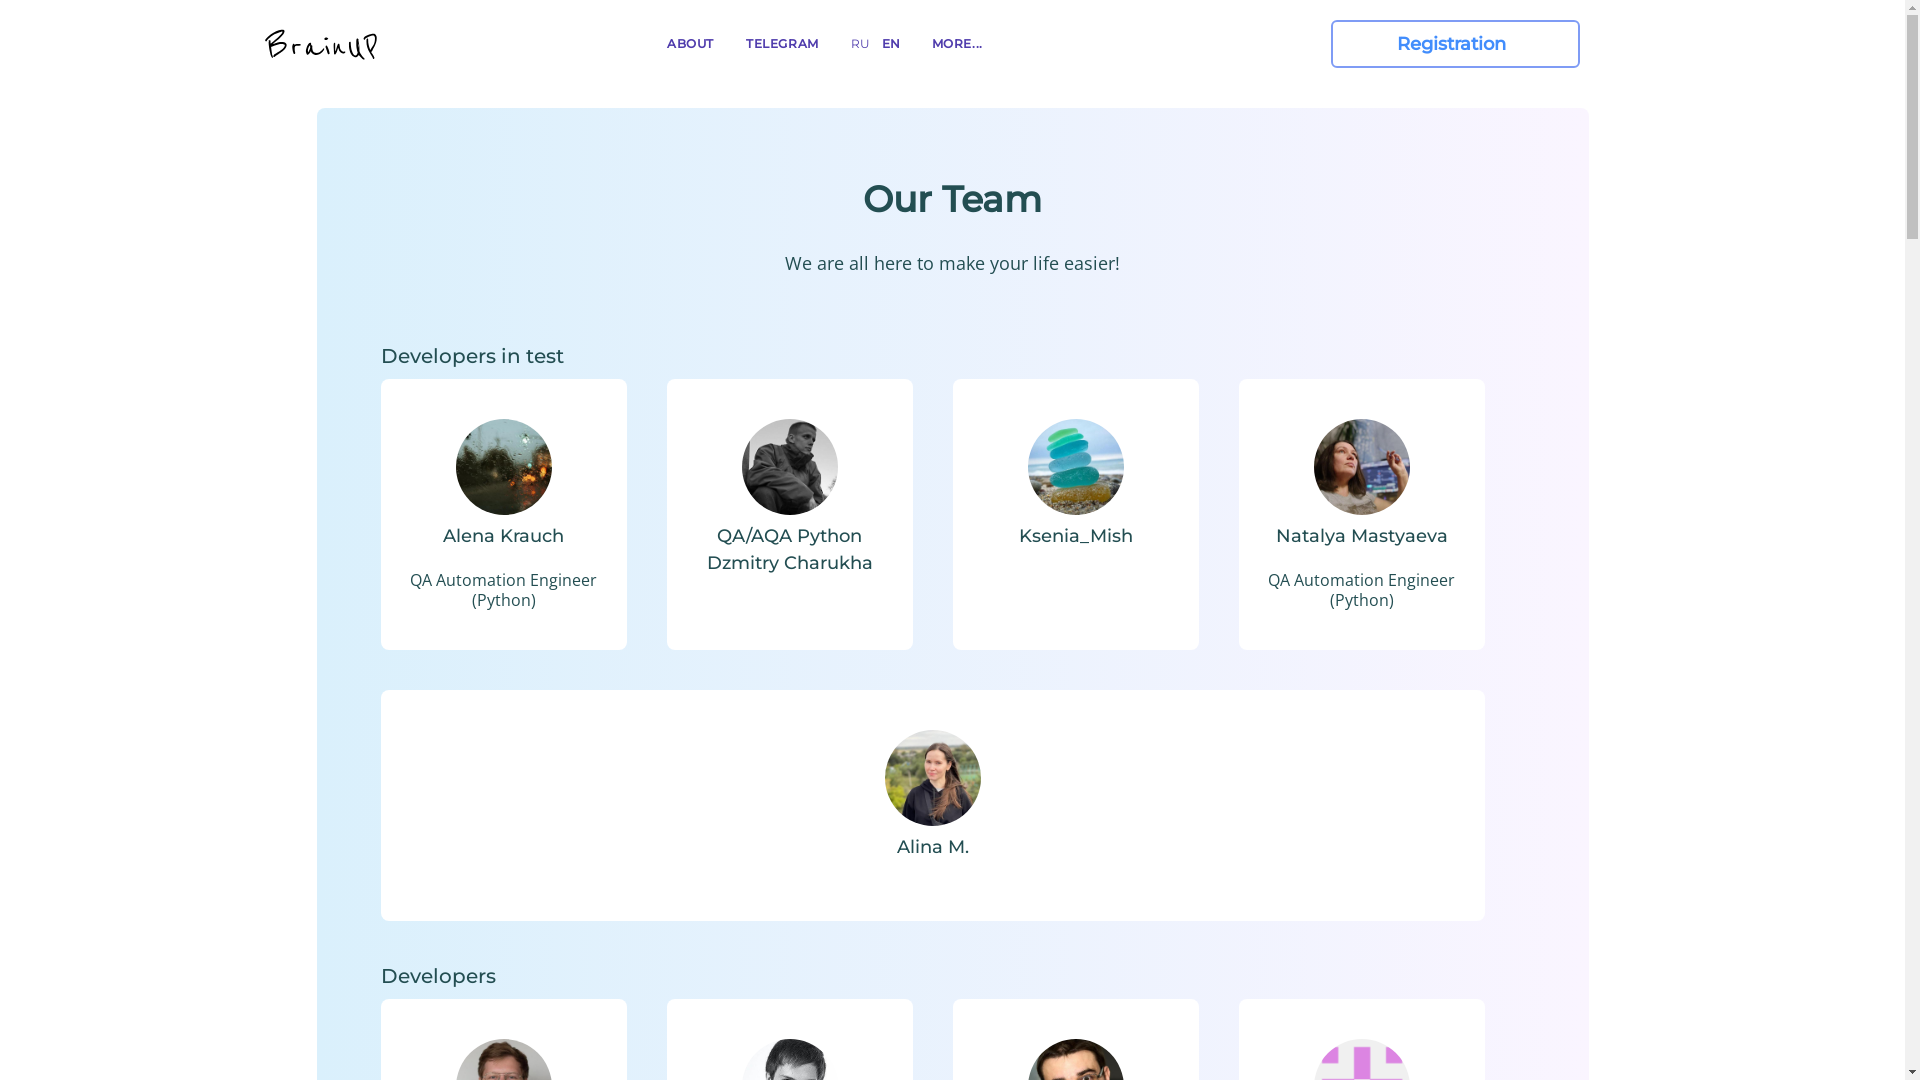 BrainUP
ABOUT
TELEGRAM
RU
EN
MORE...
Registration
Our Team
We are all here to make your life easier!
Developers in test
Alena Krauch
QA Automation Engineer
(Python)
QA/AQA Python
Dzmitry Charukha
Ksenia_Mish
Natalya Mastyaeva
QA Automation Engineer
(Python)
Alina M.
Developers